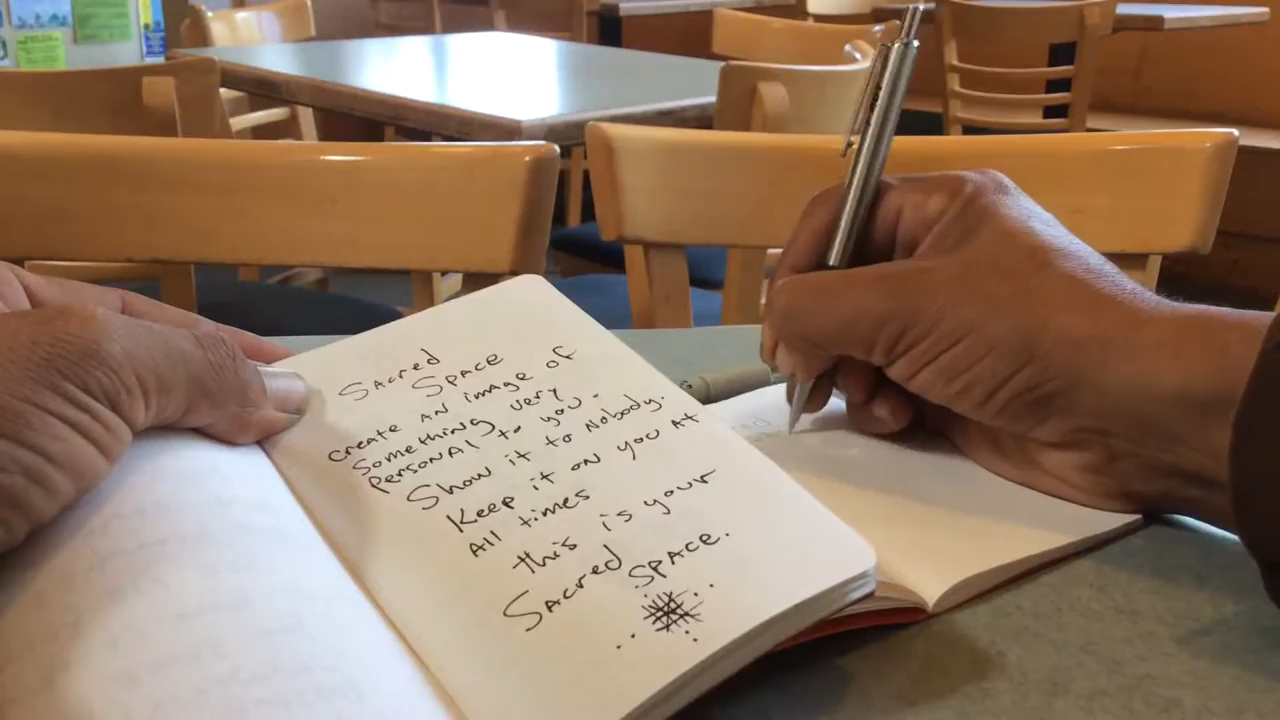 Sacred
Space
create an image of
Something very
Personal to you.
Show it to Nobody.
Keep it on you At
All times
this is your
Sacred Space.